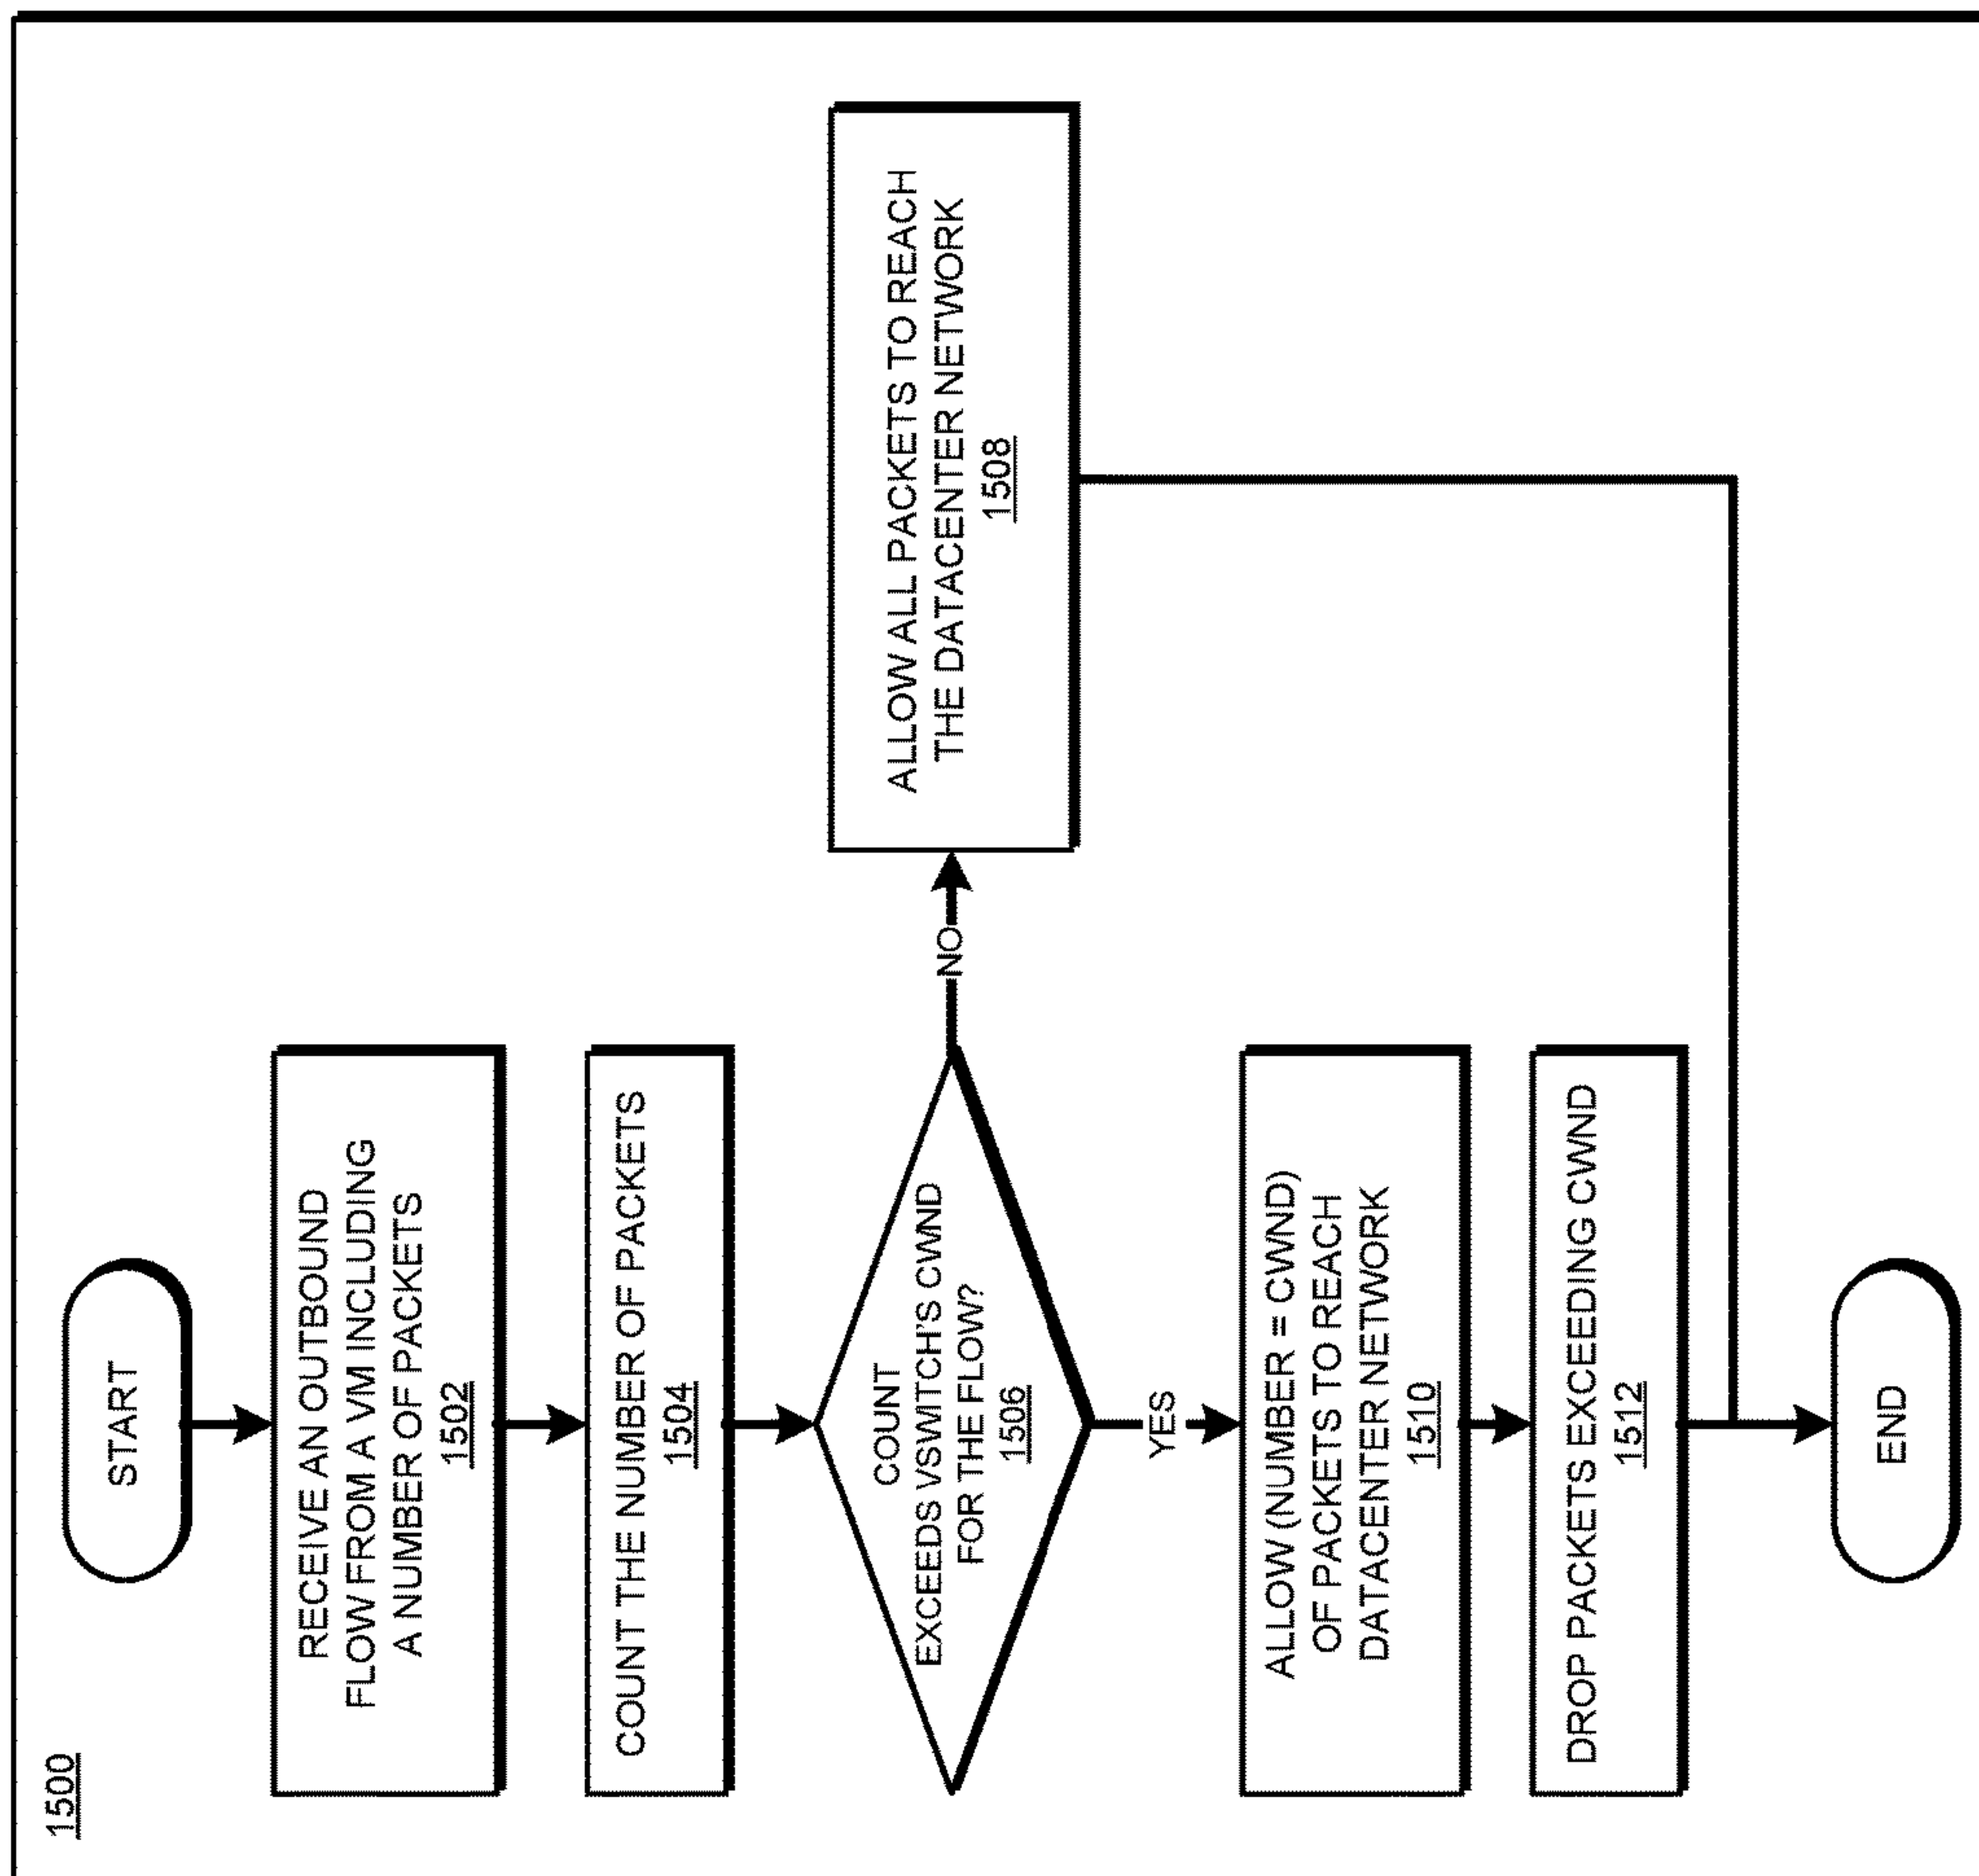 1500
START
RECEIVE AN OUTBOUND
FLOW FROM A VM INCLUDING
A NUMBER OF PACKETS
1502
COUNT THE NUMBER OF PACKETS
1504
COUNT
EXCEEDS VSWITCH'S CWND
FOR THE FLOW?
1506
NO
ALLOW ALL PACKETS TO REACH
THE DATACENTER NETWORK
1508
YES
ALLOW (NUMBER = CWND)
OF PACKETS TO REACH
DATACENTER NETWORK
1510
DROP PACKETS EXCEEDING CWND
1512
END